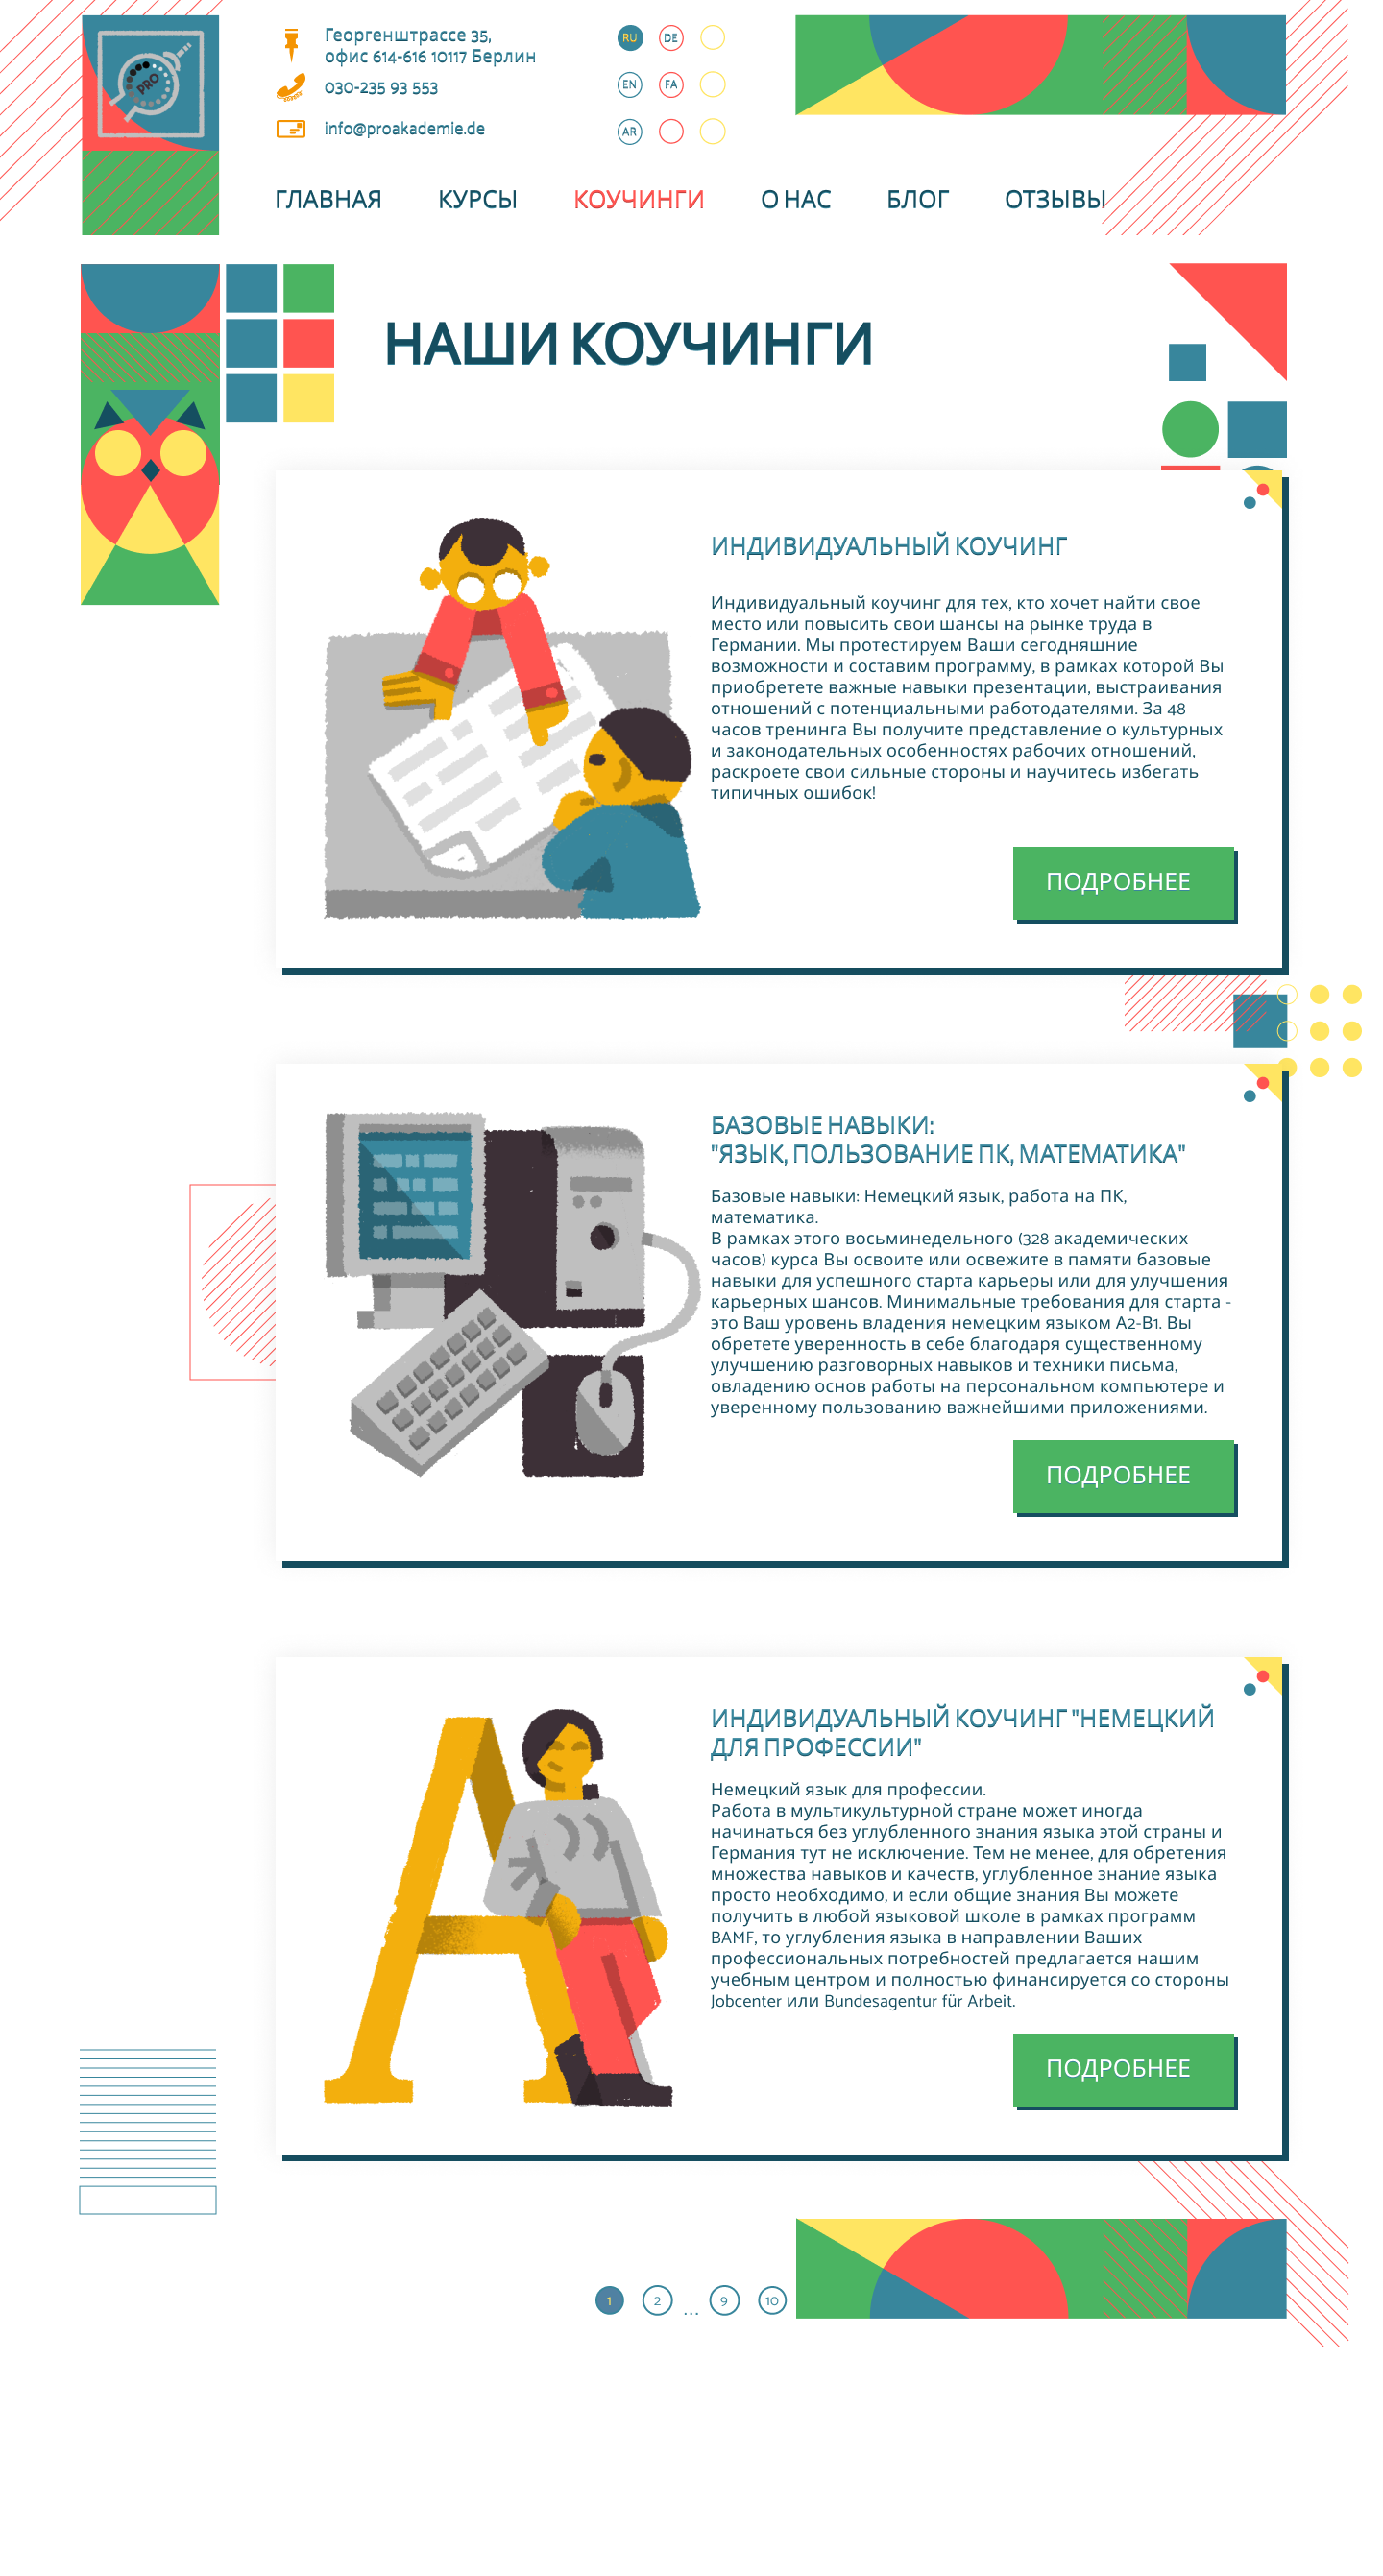 PRO
Георгенштрассе 35,
офис 614-616 10117 Берлин
030-235 93 553
info@proakademie.de
RU
DE
EN
FA
AR
ГЛАВНАЯ
КУРСЫ
КОУЧИНГИ
О НАС
БЛОГ
ОТЗЫВЫ
НАШИ КОУЧИНГИ
ИНДИВИДУАЛЬНЫЙ КОУЧИНГ
Индивидуальный коучинг для тех, кто хочет найти свое
место или повысить свои шансы на рынке труда в
Германии. Мы протестируем Ваши сегодняшние
возможности и составим программу, в рамках которой Вы
приобретете важные навыки презентации, выстраивания
отношений с потенциальными работодателями. За 48
часов тренинга Вы получите представление о культурных
и законодательных особенностях рабочих отношений,
раскроете свои сильные стороны и научитесь избегать
типичных ошибок!
ПОДРОБНЕЕ
БАЗОВЫЕ НАВЫКИ:
"ЯЗЫК, ПОЛЬЗОВАНИЕ ПК, МАТЕМАТИКА"
Базовые навыки: Немецкий язык, работа на ПК,
математика.
В рамках этого восьминедельного (328 академических
часов) курса Вы освоите или освежите в памяти базовые
навыки для успешного старта карьеры или для улучшения
карьерных шансов. Минимальные требования для старта -
это Ваш уровень владения немецким языком А2-В1. Вы
обретете уверенность в себе благодаря существенному
улучшению разговорных навыков и техники письма,
овладению основ работы на персональном компьютере и
уверенному пользованию важнейшими приложениями.
ПОДРОБНЕЕ
ИНДИВИДУАЛЬНЫЙ КОУЧИНГ "НЕМЕЦКИЙ
ДЛЯ ПРОФЕССИИ"
Немецкий язык для профессии.
Работа в мультикультурной стране может иногда
начинаться без углубленного знания языка этой страны и
Германия тут не исключение. Тем не менее, для обретения
множества навыков и качеств, углубленное знание языка
просто необходимо, и если общие знания Вы можете
получить в любой языковой школе в рамках программ
BAMF, то углубления языка в направлении Ваших
профессиональных потребностей предлагается нашим
учебным центром и полностью финансируется со стороны
Jobcenter или Bundesagentur für Arbeit.
ПОДРОБНЕЕ
1
2
...
9
10